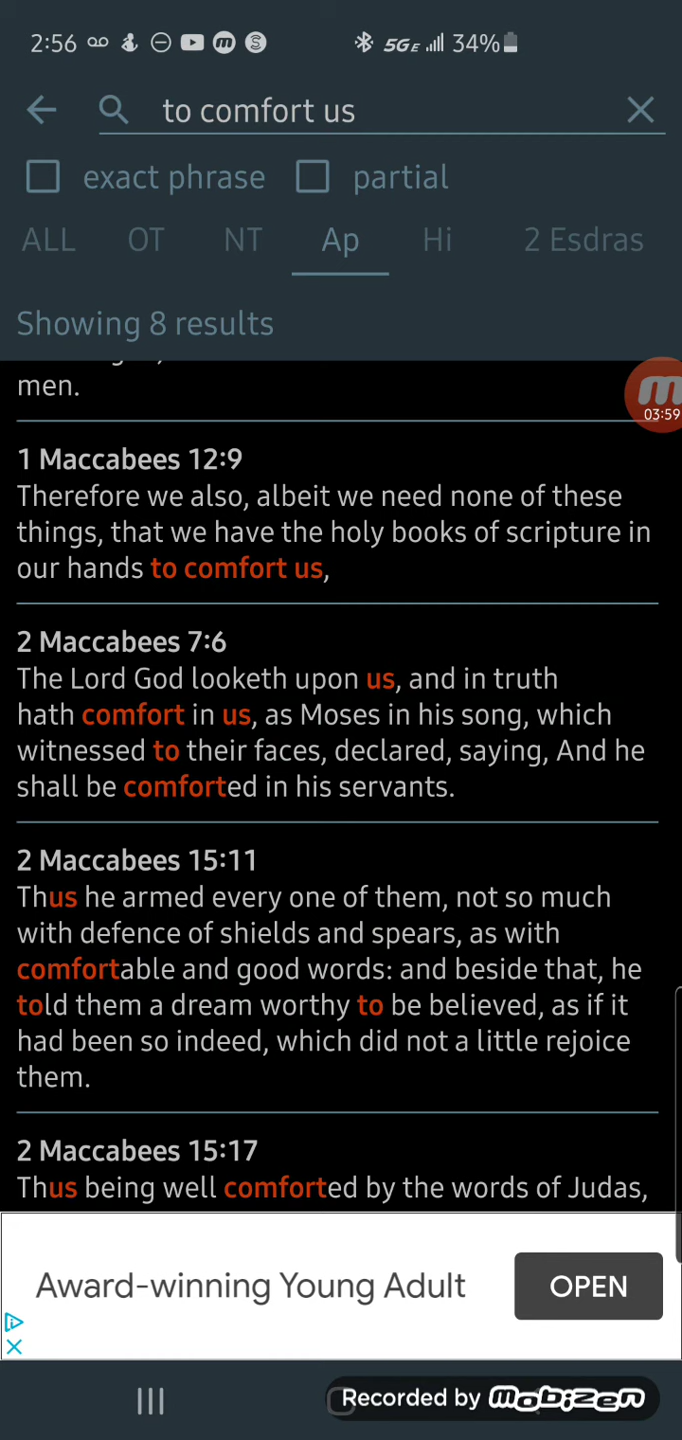 2:56 5GE 34%
to comfort us
exact phrase partial
ALL OT NT Ap Hi 2 Esdras
Showing 8 results
men.
03:59
1 Maccabees 12:9
Therefore we also, albeit we need none of these
things, that we have the holy books of scripture in
our hands to comfort us,
2 Maccabees 7:6
The Lord God looketh upon us, and in truth
hath comfort in us, as Moses in his song, which
witnessed to their faces, declared, saying, And he
shall be comforted in his servants.
2 Maccabees 15:11
Thus he armed every one of them, not so much
with defence of shields and spears, as with
comfortable and good words: and beside that, he
told them a dream worthy to be believed, as if it
had been so indeed, which did not a little rejoice
them.
2 Maccabees 15:17
Thus being well comforted by the words of Judas,
Award-winning Young Adult OPEN
Recorded by mobizen